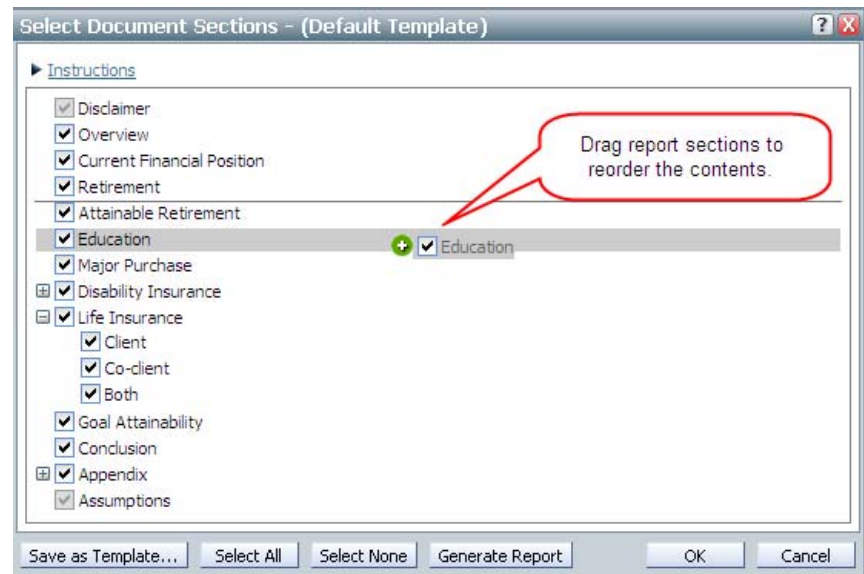 Select Document Sections - (Default Template)
?
X
Instructions
Disclaimer
Overview
Current Financial Position
Retirement
Attainable Retirement
Education
Major Purchase
Disability Insurance
Life Insurance
Client
Co-client
Both
Goal Attainability
Conclusion
Appendix
Assumptions
Drag report sections to
reorder the contents.
Education
Save as Template...
Select All
Select None
Generate Report
OK
Cancel